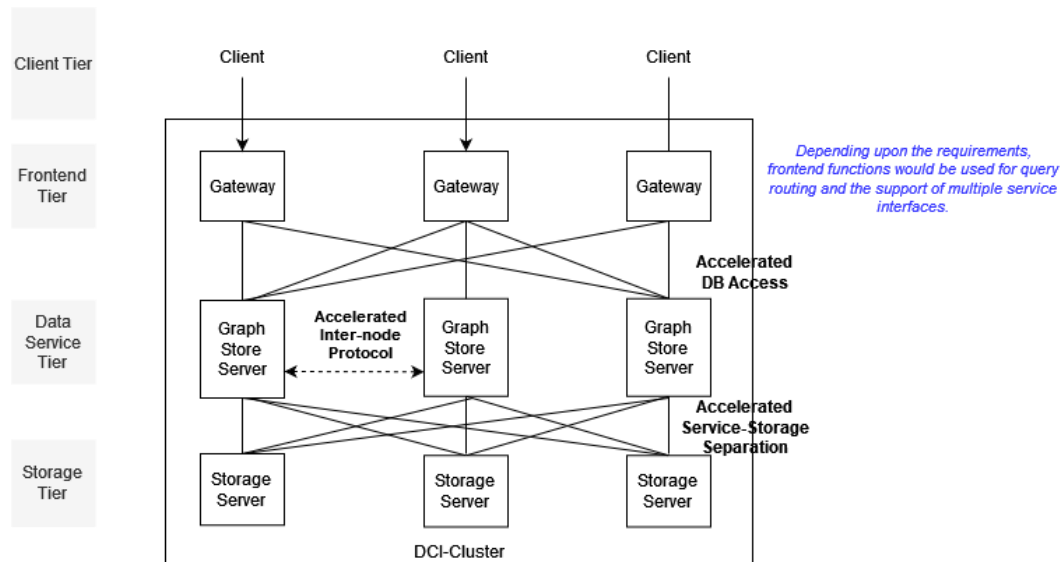 Client Tier
Client
Client
Client
Frontend
Tier
Gateway
Gateway
Gateway
Depending upon the requirements,
frontend functions would be used for query
routing and the support of multiple service
interfaces.
Accelerated
DB Access
Data
Service
Tier
Graph
Store
Server
Accelerated
Inter-node
Protocol
Graph
Store
Server
Graph
Store
Server
Accelerated
Service-Storage
Separation
Storage
Tier
Storage
Server
Storage
Server
Storage
Server
DCI-Cluster